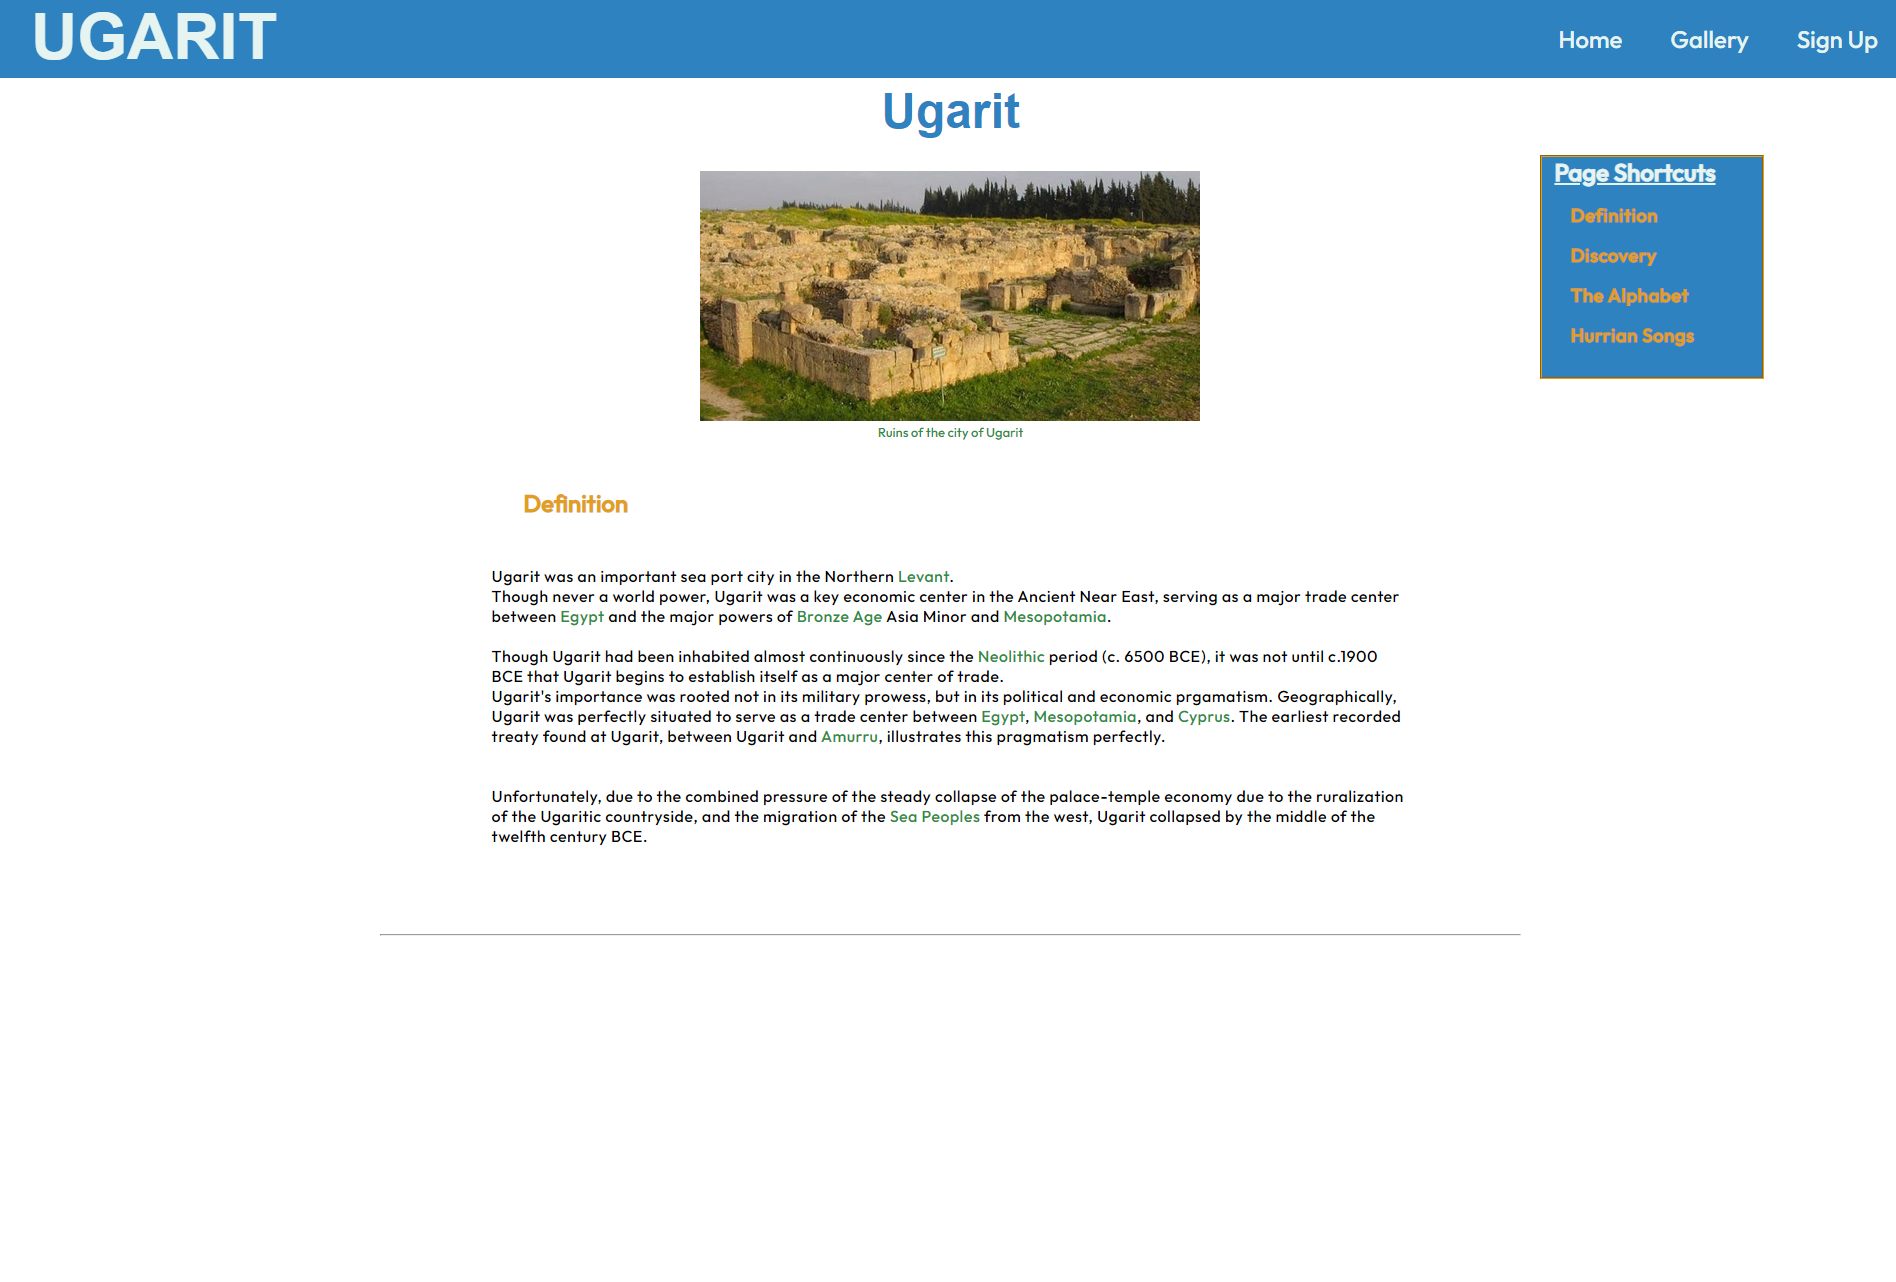 UGARIT
Home Gallery Sign Up
Ugarit
Page Shortcuts
Definition
Discovery
The Alphabet
Hurrian Songs
Ruins of the city of Ugarit
Definition
Ugarit was an important sea port city in the Northern Levant.
Though never a world power, Ugarit was a key economic center in the Ancient Near East, serving as a major trade center
between Egypt and the major powers of Bronze Age Asia Minor and Mesopotamia.
Though Ugarit had been inhabited almost continuously since the Neolithic period (c. 6500 BCE), it was not until c.1900
BCE that Ugarit begins to establish itself as a major center of trade.
Ugarit's importance was rooted not in its military prowess, but in its political and economic prgamatism. Geographically,
Ugarit was perfectly situated to serve as a trade center between Egypt, Mesopotamia, and Cyprus. The earliest recorded
treaty found at Ugarit, between Ugarit and Amurru, illustrates this pragmatism perfectly.
Unfortunately, due to the combined pressure of the steady collapse of the palace-temple economy due to the ruralization
of the Ugaritic countryside, and the migration of the Sea Peoples from the west, Ugarit collapsed by the middle of the
twelfth century BCE.